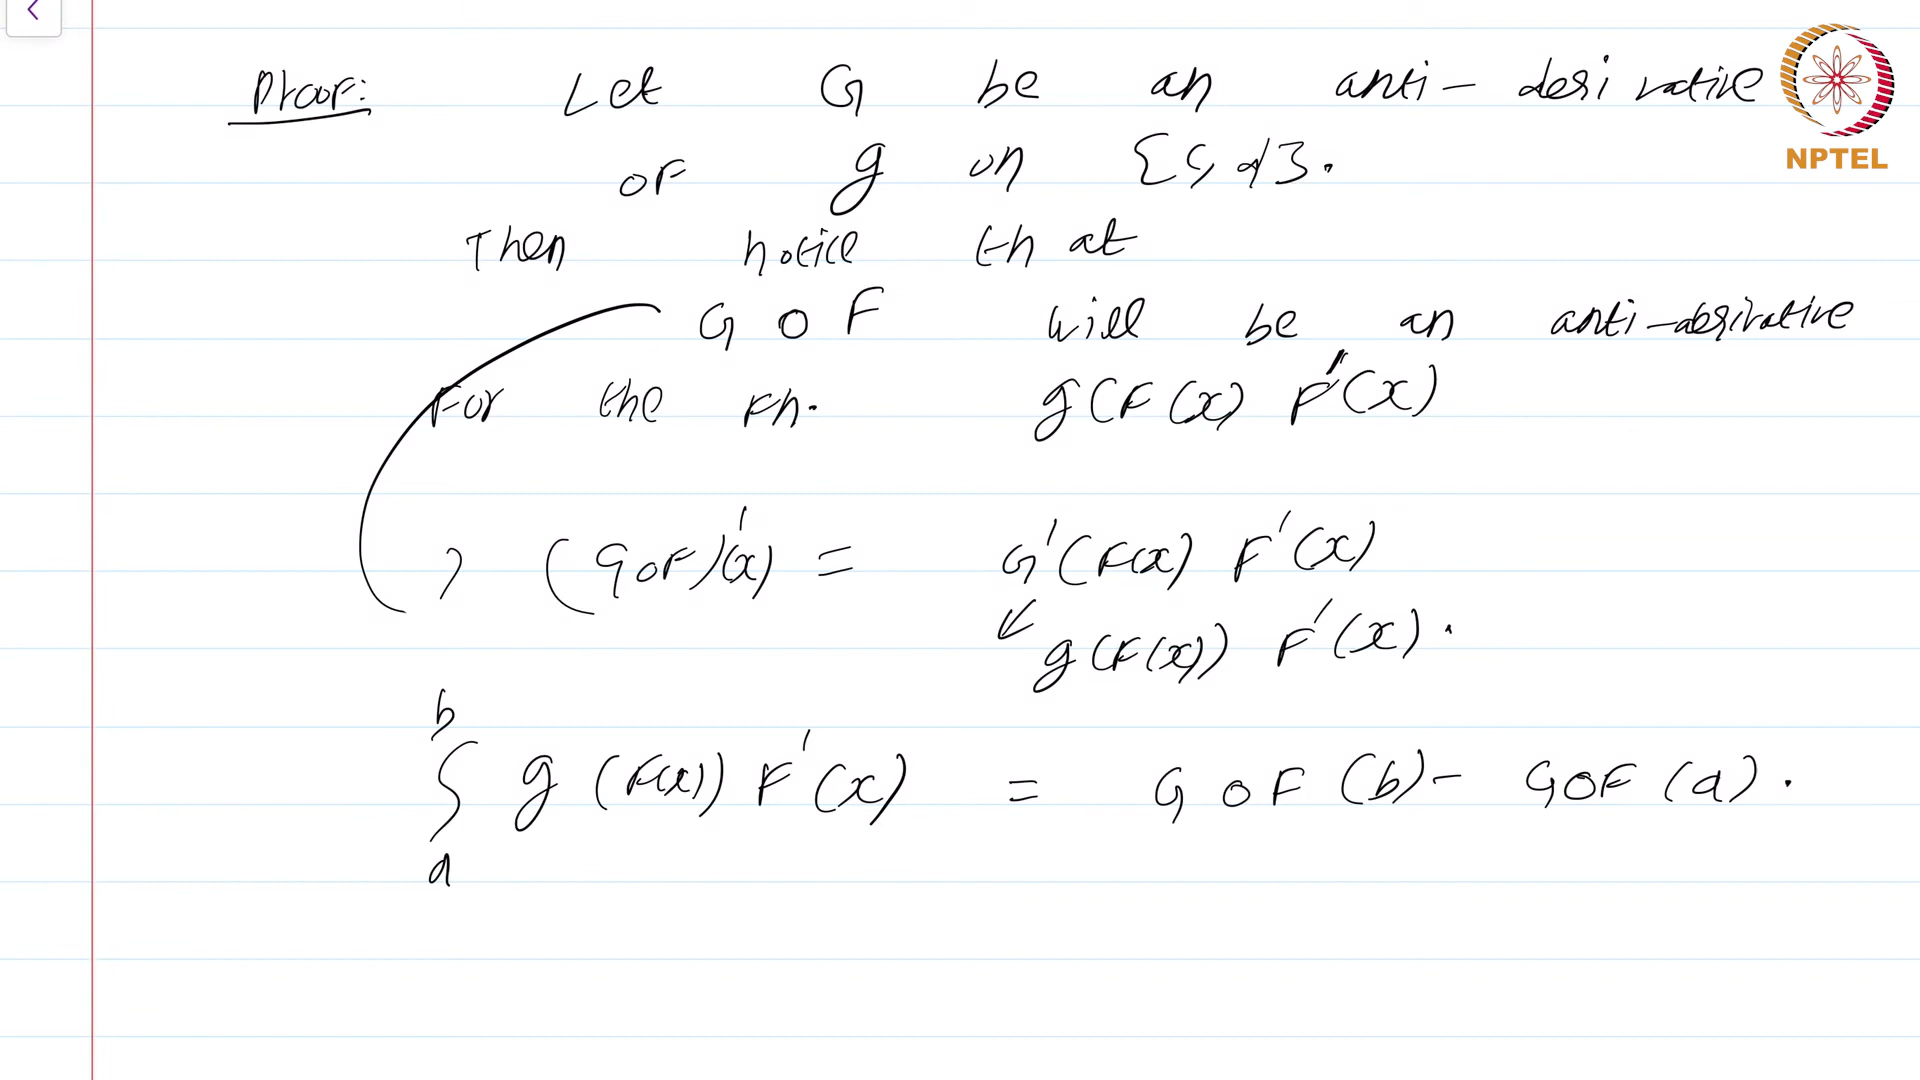 Proof: Let G be an anti-derivative
NPTEL
of g on [c, d].
Then notice that
G o F will be an anti-derivative
For the Fn. g(F(x) F'(x)
, (G o F)'(x) = G'(F(x) F'(x)
g(F(x)) F'(x).
∫_a^b g(F(x)) F'(x) = G o F (b) - G o F (a).